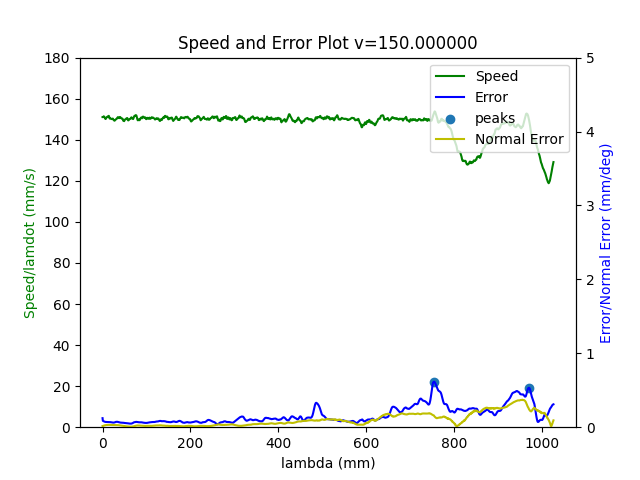 Speed and Error Plot v=150.000000
180
160
140
120
100
80
60
40
20
0
Speed/lamdot (mm/s)
0
200
400
600
800
1000
lambda (mm)
5
4
3
2
1
0
Error/Normal Error (mm/deg)
Speed
Error
peaks
Normal Error